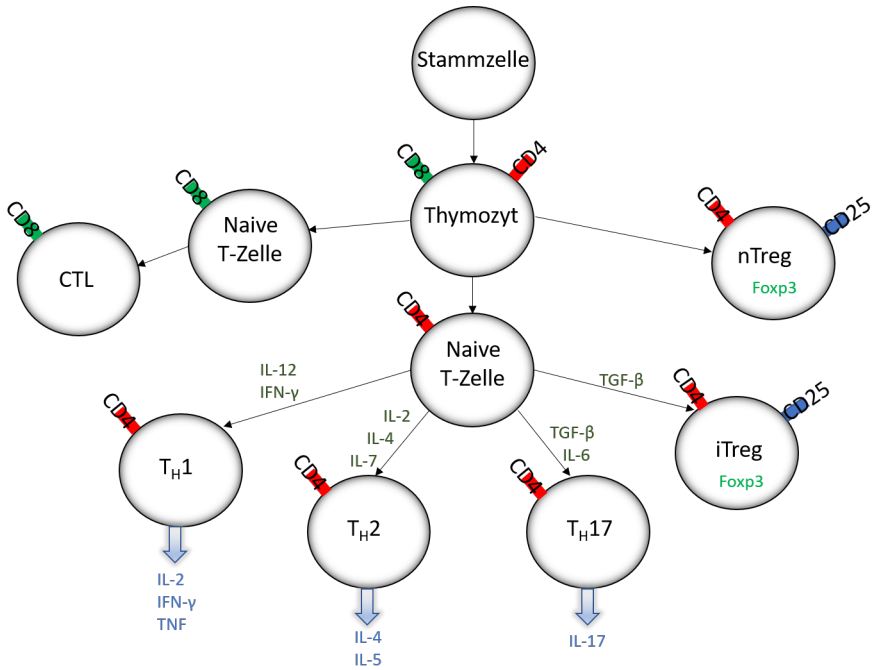 Stammzelle
CD8
CD4
Thymozyt
CD8
Naive
T-Zelle
CD8
CTL
CD4
CD25
nTreg
Foxp3
CD4
Naive
T-Zelle
IL-12
IFN-γ
IL-2
IL-4
IL-7
TGF-β
IL-6
TGF-β
CD4
CD25
iTreg
Foxp3
CD4
TH1
CD4
TH2
CD4
TH17
IL-2
IFN-γ
TNF
IL-4
IL-5
IL-17